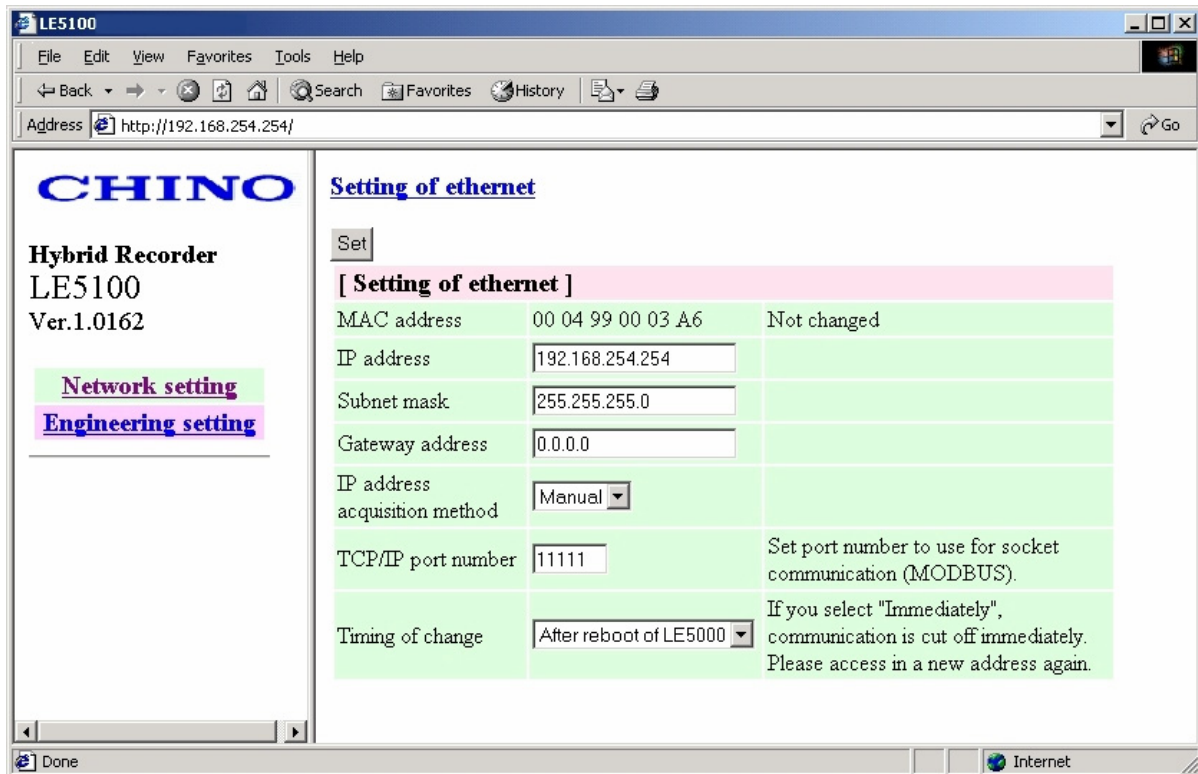 LE5100
File Edit View Favorites Tools Help
Back Search Favorites History
Address http://192.168.254.254/ Go
CHINO
Hybrid Recorder
LE5100
Ver.1.0162
Network setting
Engineering setting
Setting of ethernet
Set
[ Setting of ethernet ]
MAC address 00 04 99 00 03 A6 Not changed
IP address 192.168.254.254
Subnet mask 255.255.255.0
Gateway address 0.0.0.0
IP address
acquisition method Manual
TCP/IP port number 11111 Set port number to use for socket
communication (MODBUS).
Timing of change After reboot of LE5000 If you select "Immediately",
communication is cut off immediately.
Please access in a new address again.
Done Internet